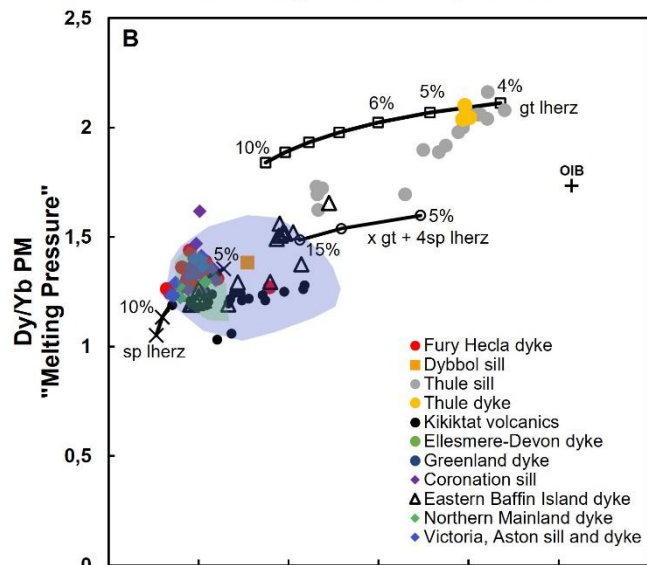 2,5
B
4%
5%
gt lherz
6%
2
10%
OIB
+
5%
x gt + 4sp lherz
1,5
15%
5%
10%
sp lherz
1
0,5
0
Dy/Yb PM
"Melting Pressure"
Fury Hecla dyke
Dybbol sill
Thule sill
Thule dyke
Kikiktat volcanics
Ellesmere-Devon dyke
Greenland dyke
Coronation sill
Eastern Baffin Island dyke
Northern Mainland dyke
Victoria, Aston sill and dyke